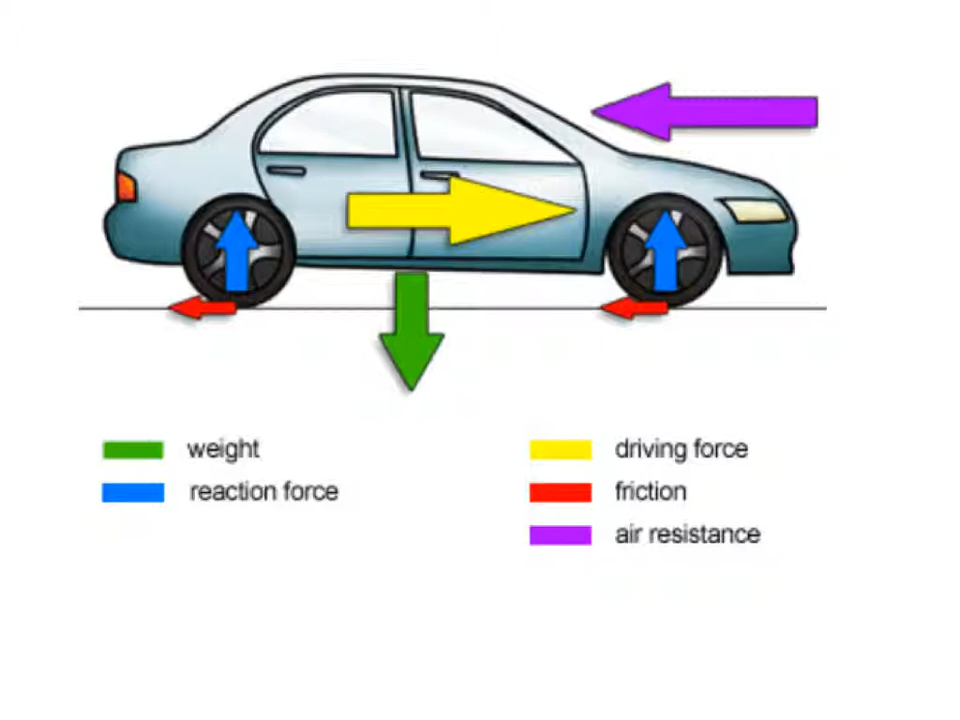 weight
reaction force
driving force
friction
air resistance